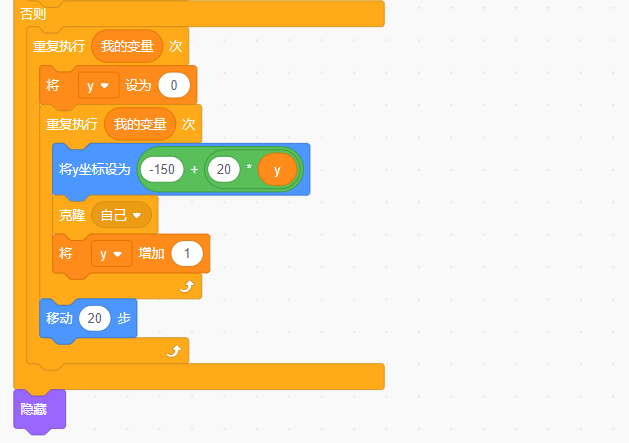 否则
重复执行 我的变量 次
将 y 设为 0
重复执行 我的变量 次
将y坐标设为 -150 + 20 * y
克隆 自己
将 y 增加 1
移动 20 步
隐藏